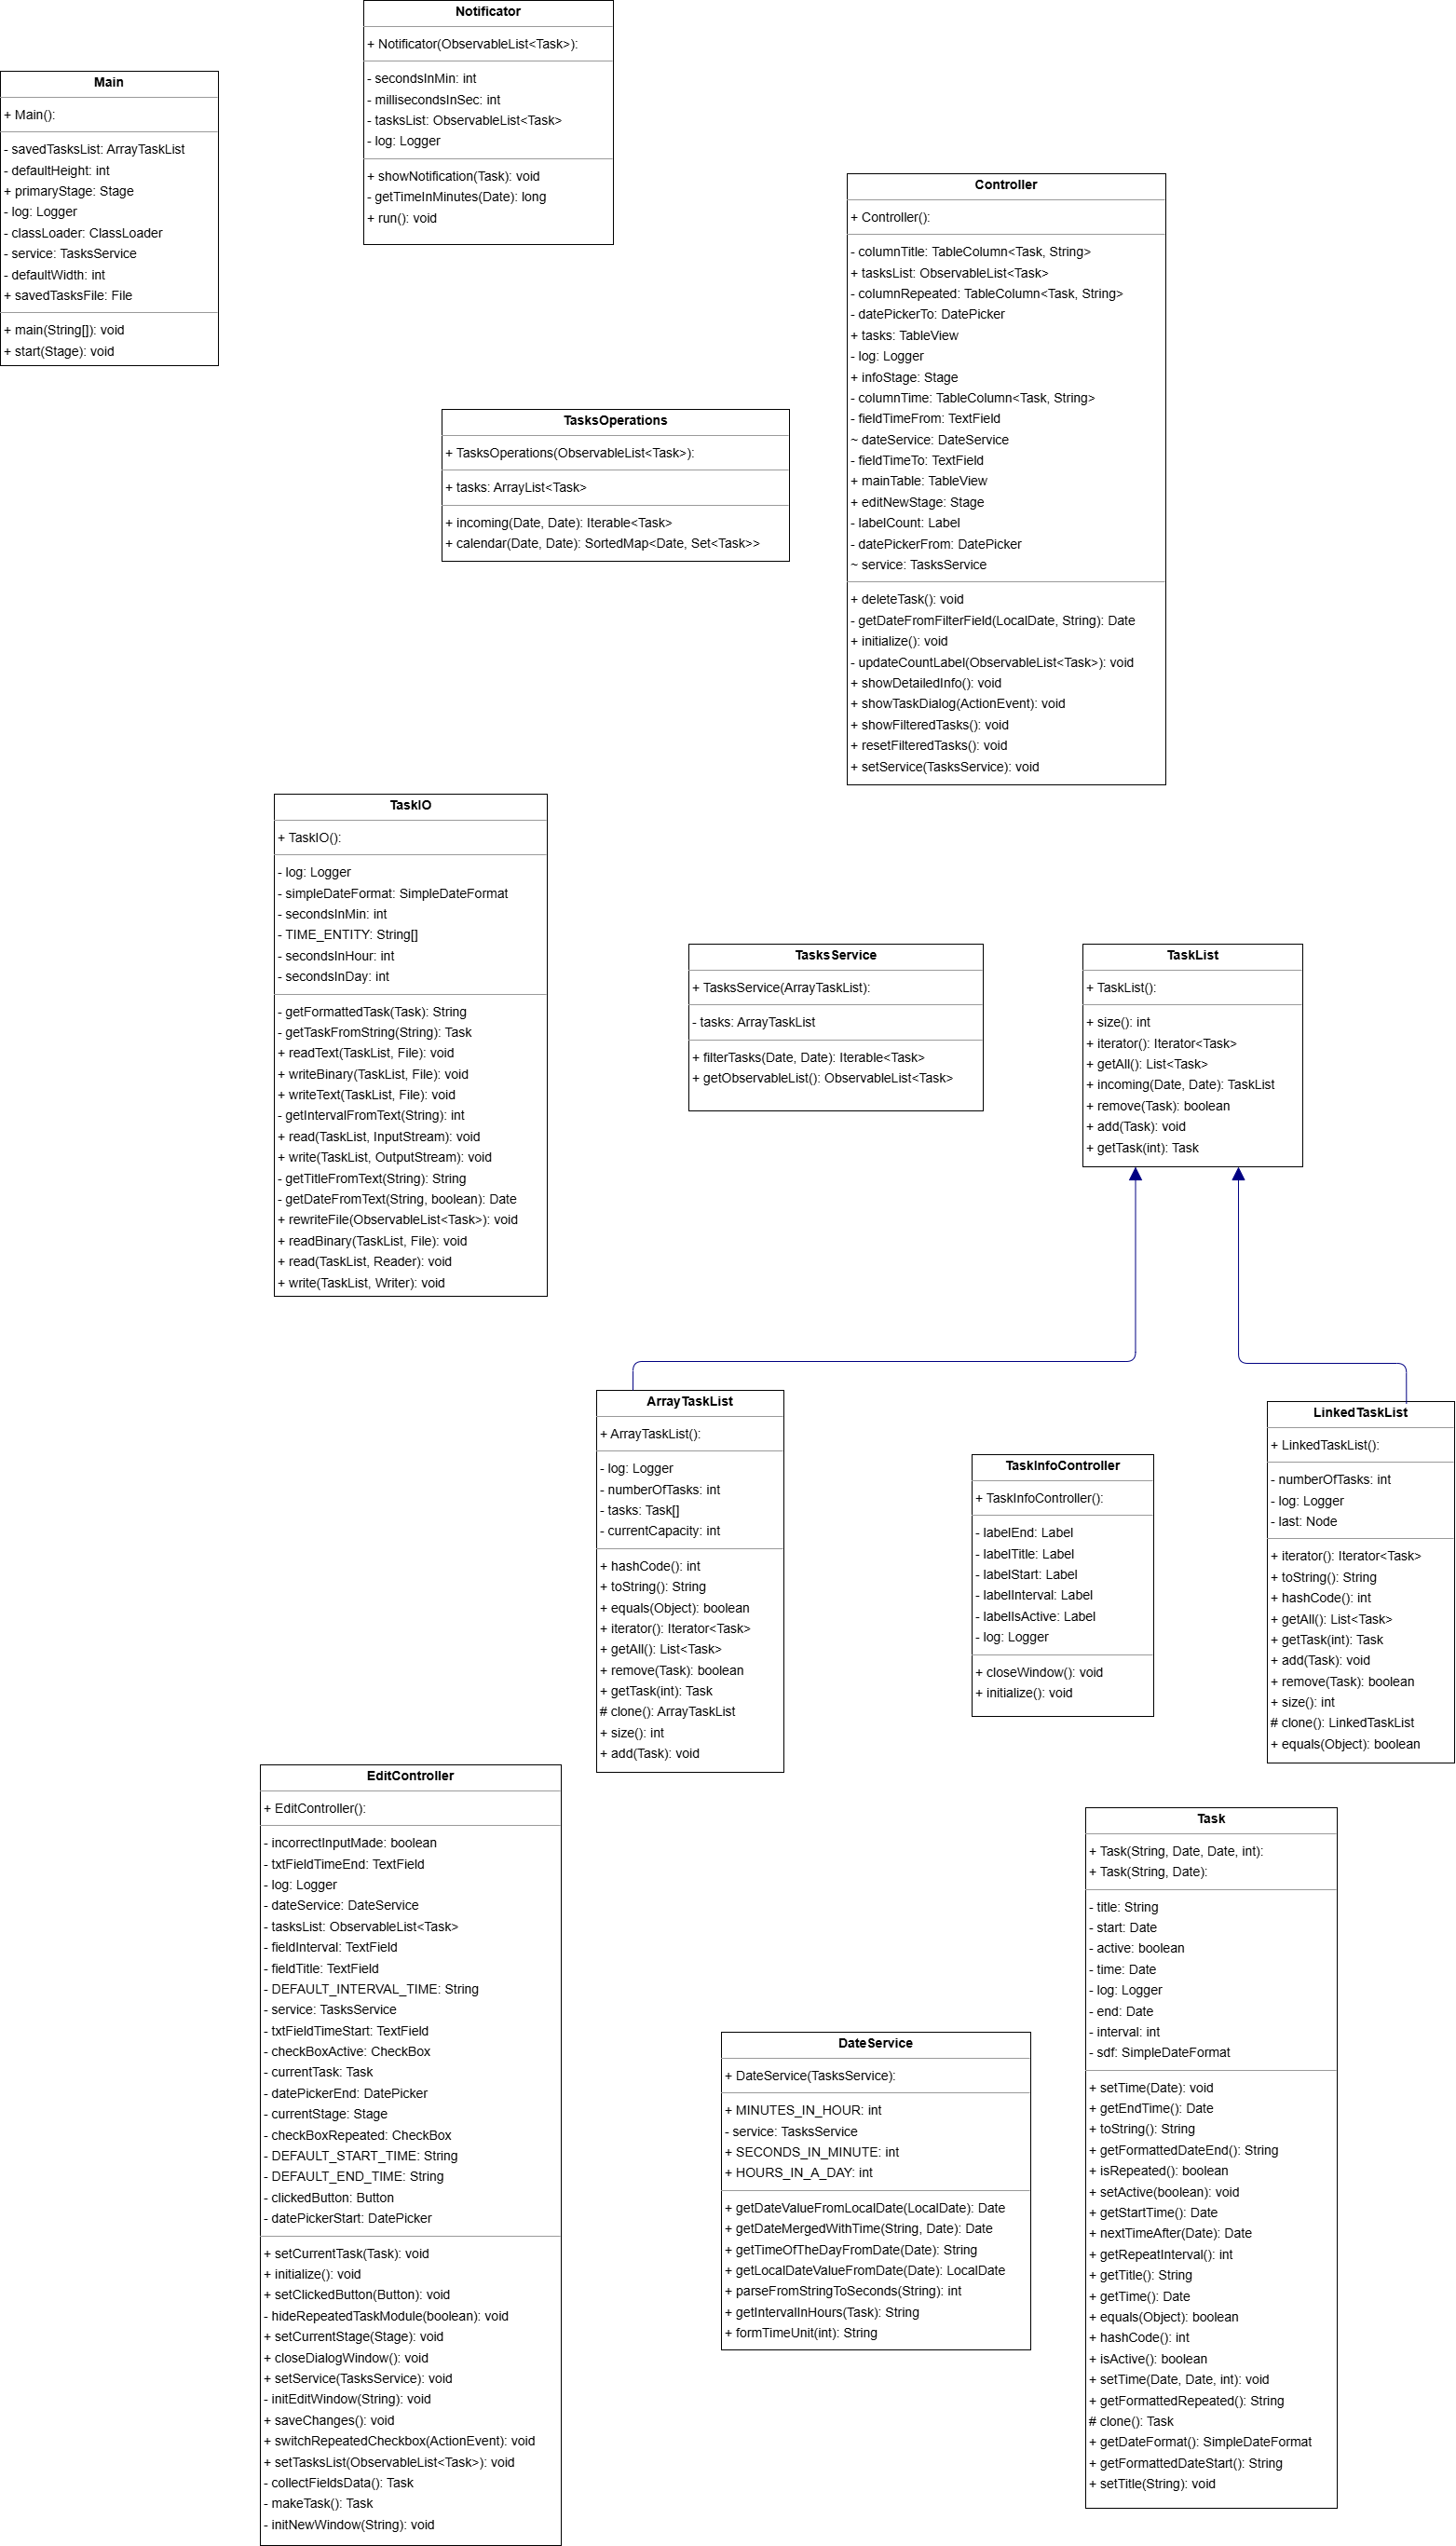 Notificator
+ Notificator(ObservableList<Task>):
- secondsInMin: int
- millisecondsInSec: int
- tasksList: ObservableList<Task>
- log: Logger
+ showNotification(Task): void
- getTimeInMinutes(Date): long
+ run(): void
Main
+ Main():
- savedTasksList: ArrayTaskList
- defaultHeight: int
+ primaryStage: Stage
- log: Logger
- classLoader: ClassLoader
- service: TasksService
- defaultWidth: int
+ savedTasksFile: File
+ main(String[]): void
+ start(Stage): void
Controller
+ Controller():
- columnTitle: TableColumn<Task, String>
+ tasksList: ObservableList<Task>
- columnRepeated: TableColumn<Task, String>
- datePickerTo: DatePicker
+ tasks: TableView
- log: Logger
+ infoStage: Stage
- columnTime: TableColumn<Task, String>
- fieldTimeFrom: TextField
~ dateService: DateService
- fieldTimeTo: TextField
+ mainTable: TableView
+ editNewStage: Stage
- labelCount: Label
- datePickerFrom: DatePicker
~ service: TasksService
+ deleteTask(): void
- getDateFromFilterField(LocalDate, String): Date
+ initialize(): void
- updateCountLabel(ObservableList<Task>): void
+ showDetailedInfo(): void
+ showTaskDialog(ActionEvent): void
+ showFilteredTasks(): void
+ resetFilteredTasks(): void
+ setService(TasksService): void
TasksOperations
+ TasksOperations(ObservableList<Task>):
+ tasks: ArrayList<Task>
+ incoming(Date, Date): Iterable<Task>
+ calendar(Date, Date): SortedMap<Date, Set<Task>>
TaskIO
+ TaskIO():
- log: Logger
- simpleDateFormat: SimpleDateFormat
- secondsInMin: int
- TIME_ENTITY: String[]
- secondsInHour: int
- secondsInDay: int
- getFormattedTask(Task): String
- getTaskFromString(String): Task
+ readText(TaskList, File): void
+ writeBinary(TaskList, File): void
+ writeText(TaskList, File): void
- getIntervalFromText(String): int
+ read(TaskList, InputStream): void
+ write(TaskList, OutputStream): void
- getTitleFromText(String): String
- getDateFromText(String, boolean): Date
+ rewriteFile(ObservableList<Task>): void
+ readBinary(TaskList, File): void
+ read(TaskList, Reader): void
+ write(TaskList, Writer): void
TasksService
+ TasksService(ArrayTaskList):
- tasks: ArrayTaskList
+ filterTasks(Date, Date): Iterable<Task>
+ getObservableList(): ObservableList<Task>
TaskList
+ TaskList():
+ size(): int
+ iterator(): Iterator<Task>
+ getAll(): List<Task>
+ incoming(Date, Date): TaskList
+ remove(Task): boolean
+ add(Task): void
+ getTask(int): Task
ArrayTaskList
+ ArrayTaskList():
- log: Logger
- numberOfTasks: int
- tasks: Task[]
- currentCapacity: int
+ hashCode(): int
+ toString(): String
+ equals(Object): boolean
+ iterator(): Iterator<Task>
+ getAll(): List<Task>
+ remove(Task): boolean
+ getTask(int): Task
# clone(): ArrayTaskList
+ size(): int
+ add(Task): void
TaskInfoController
+ TaskInfoController():
- labelEnd: Label
- labelTitle: Label
- labelStart: Label
- labelInterval: Label
- labelIsActive: Label
- log: Logger
+ closeWindow(): void
+ initialize(): void
LinkedTaskList
+ LinkedTaskList():
- numberOfTasks: int
- log: Logger
- last: Node
+ iterator(): Iterator<Task>
+ toString(): String
+ hashCode(): int
+ getAll(): List<Task>
+ getTask(int): Task
+ add(Task): void
+ remove(Task): boolean
+ size(): int
# clone(): LinkedTaskList
+ equals(Object): boolean
EditController
+ EditController():
- incorrectInputMade: boolean
- txtFieldTimeEnd: TextField
- log: Logger
- dateService: DateService
- tasksList: ObservableList<Task>
- fieldInterval: TextField
- fieldTitle: TextField
- DEFAULT_INTERVAL_TIME: String
- service: TasksService
- txtFieldTimeStart: TextField
- checkBoxActive: CheckBox
- currentTask: Task
- datePickerEnd: DatePicker
- currentStage: Stage
- checkBoxRepeated: CheckBox
- DEFAULT_START_TIME: String
- DEFAULT_END_TIME: String
- clickedButton: Button
- datePickerStart: DatePicker
+ setCurrentTask(Task): void
+ initialize(): void
+ setClickedButton(Button): void
- hideRepeatedTaskModule(boolean): void
+ setCurrentStage(Stage): void
+ closeDialogWindow(): void
+ setService(TasksService): void
- initEditWindow(String): void
+ saveChanges(): void
+ switchRepeatedCheckbox(ActionEvent): void
+ setTasksList(ObservableList<Task>): void
- collectFieldsData(): Task
- makeTask(): Task
- initNewWindow(String): void
Task
+ Task(String, Date, Date, int):
+ Task(String, Date):
- title: String
- start: Date
- active: boolean
- time: Date
- log: Logger
- end: Date
- interval: int
- sdf: SimpleDateFormat
+ setTime(Date): void
+ getEndTime(): Date
+ toString(): String
+ getFormattedDateEnd(): String
+ isRepeated(): boolean
+ setActive(boolean): void
+ getStartTime(): Date
+ nextTimeAfter(Date): Date
+ getRepeatInterval(): int
+ getTitle(): String
+ getTime(): Date
+ equals(Object): boolean
+ hashCode(): int
+ isActive(): boolean
+ setTime(Date, Date, int): void
+ getFormattedRepeated(): String
# clone(): Task
+ getDateFormat(): SimpleDateFormat
+ getFormattedDateStart(): String
+ setTitle(String): void
DateService
+ DateService(TasksService):
+ MINUTES_IN_HOUR: int
- service: TasksService
+ SECONDS_IN_MINUTE: int
+ HOURS_IN_A_DAY: int
+ getDateValueFromLocalDate(LocalDate): Date
+ getDateMergedWithTime(String, Date): Date
+ getTimeOfTheDayFromDate(Date): String
+ getLocalDateValueFromDate(Date): LocalDate
+ parseFromStringToSeconds(String): int
+ getIntervalInHours(Task): String
+ formTimeUnit(int): String